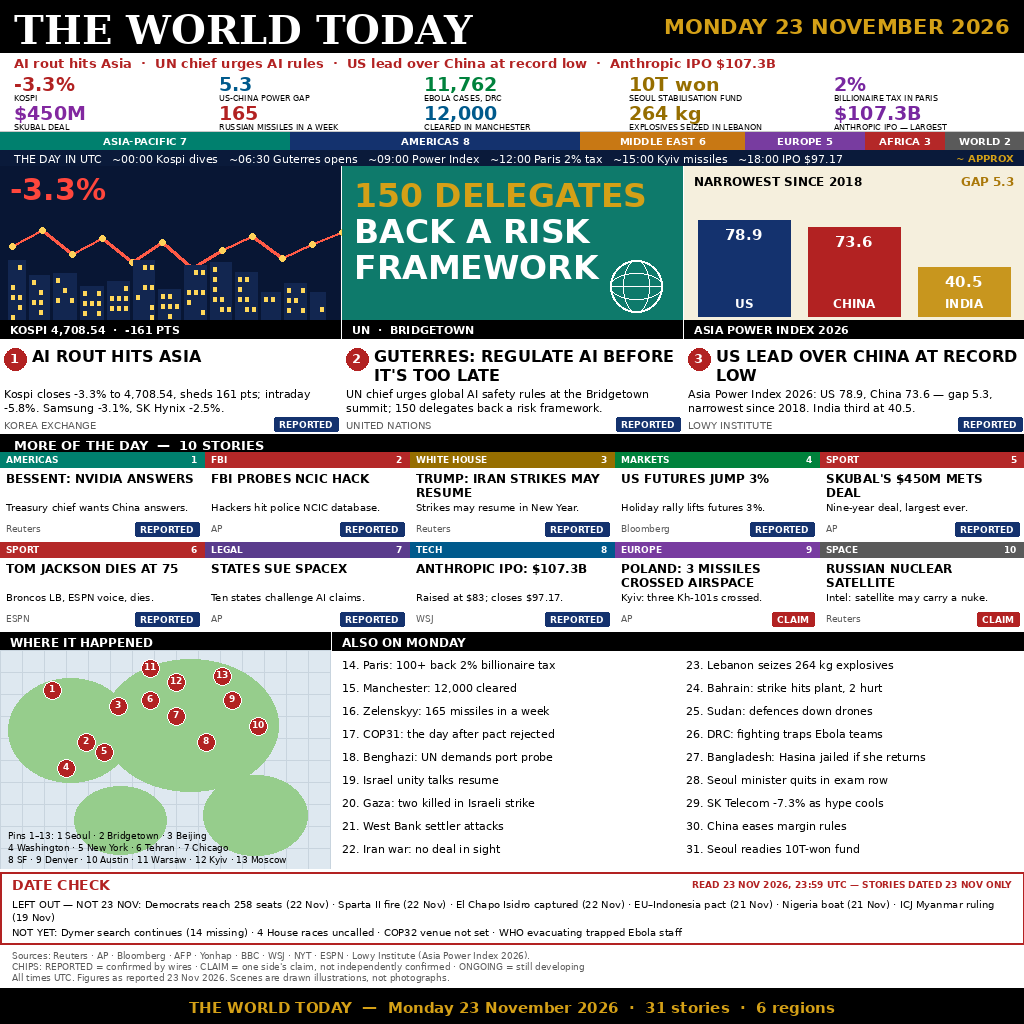 THE WORLD TODAY
MONDAY 23 NOVEMBER 2026
AI rout hits Asia · UN chief urges AI rules · US lead over China at record low · Anthropic IPO $107.3B
-3.3%
KOSPI
5.3
US-CHINA POWER GAP
11,762
EBOLA CASES, DRC
10T won
SEOUL STABILISATION FUND
2%
BILLIONAIRE TAX IN PARIS
$450M
SKUBAL DEAL
165
RUSSIAN MISSILES IN A WEEK
12,000
CLEARED IN MANCHESTER
264 kg
EXPLOSIVES SEIZED IN LEBANON
$107.3B
ANTHROPIC IPO — LARGEST
ASIA-PACIFIC 7
AMERICAS 8
MIDDLE EAST 6
EUROPE 5
AFRICA 3
WORLD 2
THE DAY IN UTC ~00:00 Kospi dives ~06:30 Guterres opens ~09:00 Power Index ~12:00 Paris 2% tax ~15:00 Kyiv missiles ~18:00 IPO $97.17
~ APPROX
-3.3%
KOSPI 4,708.54 · -161 PTS
150 DELEGATES
BACK A RISK
FRAMEWORK
UN · BRIDGETOWN
NARROWEST SINCE 2018
GAP 5.3
78.9
US
73.6
CHINA
40.5
INDIA
ASIA POWER INDEX 2026
1
AI ROUT HITS ASIA
Kospi closes -3.3% to 4,708.54, sheds 161 pts; intraday
-5.8%. Samsung -3.1%, SK Hynix -2.5%.
KOREA EXCHANGE
REPORTED
2
GUTERRES: REGULATE AI BEFORE
IT'S TOO LATE
UN chief urges global AI safety rules at the Bridgetown
summit; 150 delegates back a risk framework.
UNITED NATIONS
REPORTED
3
US LEAD OVER CHINA AT RECORD
LOW
Asia Power Index 2026: US 78.9, China 73.6 — gap 5.3,
narrowest since 2018. India third at 40.5.
LOWY INSTITUTE
REPORTED
MORE OF THE DAY — 10 STORIES
AMERICAS 1
BESSENT: NVIDIA ANSWERS
Treasury chief wants China answers.
Reuters
REPORTED
FBI 2
FBI PROBES NCIC HACK
Hackers hit police NCIC database.
AP
REPORTED
WHITE HOUSE 3
TRUMP: IRAN STRIKES MAY
RESUME
Strikes may resume in New Year.
Reuters
REPORTED
MARKETS 4
US FUTURES JUMP 3%
Holiday rally lifts futures 3%.
Bloomberg
REPORTED
SPORT 5
SKUBAL'S $450M METS
DEAL
Nine-year deal, largest ever.
AP
REPORTED
SPORT 6
TOM JACKSON DIES AT 75
Broncos LB, ESPN voice, dies.
ESPN
REPORTED
LEGAL 7
STATES SUE SPACEX
Ten states challenge AI claims.
AP
REPORTED
TECH 8
ANTHROPIC IPO: $107.3B
Raised at $83; closes $97.17.
WSJ
REPORTED
EUROPE 9
POLAND: 3 MISSILES
CROSSED AIRSPACE
Kyiv: three Kh-101s crossed.
AP
CLAIM
SPACE 10
RUSSIAN NUCLEAR
SATELLITE
Intel: satellite may carry a nuke.
Reuters
CLAIM
WHERE IT HAPPENED
11
12
13
1
6
9
3
7
10
2
5
8
4
Pins 1–13: 1 Seoul · 2 Bridgetown · 3 Beijing
4 Washington · 5 New York · 6 Tehran · 7 Chicago
8 SF · 9 Denver · 10 Austin · 11 Warsaw · 12 Kyiv · 13 Moscow
ALSO ON MONDAY
14. Paris: 100+ back 2% billionaire tax
15. Manchester: 12,000 cleared
16. Zelenskyy: 165 missiles in a week
17. COP31: the day after pact rejected
18. Benghazi: UN demands port probe
19. Israel unity talks resume
20. Gaza: two killed in Israeli strike
21. West Bank settler attacks
22. Iran war: no deal in sight
23. Lebanon seizes 264 kg explosives
24. Bahrain: strike hits plant, 2 hurt
25. Sudan: defences down drones
26. DRC: fighting traps Ebola teams
27. Bangladesh: Hasina jailed if she returns
28. Seoul minister quits in exam row
29. SK Telecom -7.3% as hype cools
30. China eases margin rules
31. Seoul readies 10T-won fund
DATE CHECK
READ 23 NOV 2026, 23:59 UTC — STORIES DATED 23 NOV ONLY
LEFT OUT — NOT 23 NOV: Democrats reach 258 seats (22 Nov) · Sparta II fire (22 Nov) · El Chapo Isidro captured (22 Nov) · EU–Indonesia pact (21 Nov) · Nigeria boat (21 Nov) · ICJ Myanmar ruling
(19 Nov)
NOT YET: Dymer search continues (14 missing) · 4 House races uncalled · COP32 venue not set · WHO evacuating trapped Ebola staff
Sources: Reuters · AP · Bloomberg · AFP · Yonhap · BBC · WSJ · NYT · ESPN · Lowy Institute (Asia Power Index 2026).
CHIPS: REPORTED = confirmed by wires · CLAIM = one side's claim, not independently confirmed · ONGOING = still developing
All times UTC. Figures as reported 23 Nov 2026. Scenes are drawn illustrations, not photographs.
THE WORLD TODAY — Monday 23 November 2026 · 31 stories · 6 regions